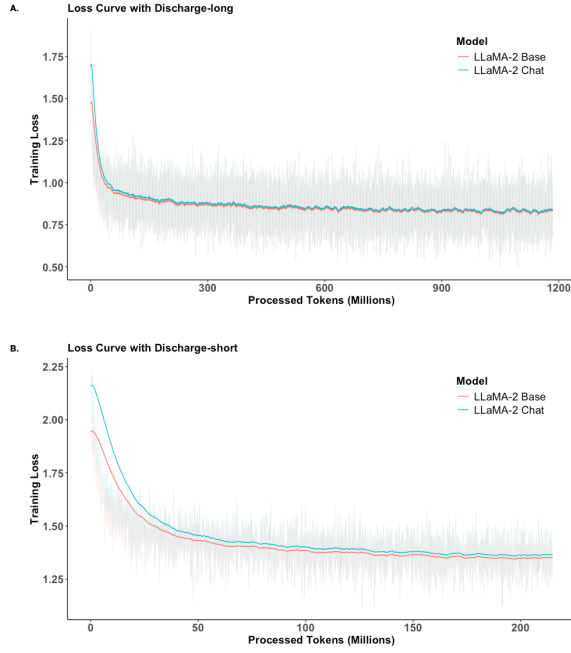 A. Loss Curve with Discharge-long
Model
LLaMA-2 Base
LLaMA-2 Chat
1.75
1.50
1.25
1.00
0.75
0.50
Training Loss
0 300 600 900 1200
Processed Tokens (Millions)
B. Loss Curve with Discharge-short
Model
LLaMA-2 Base
LLaMA-2 Chat
2.25
2.00
1.75
1.50
1.25
Training Loss
0 50 100 150 200
Processed Tokens (Millions)